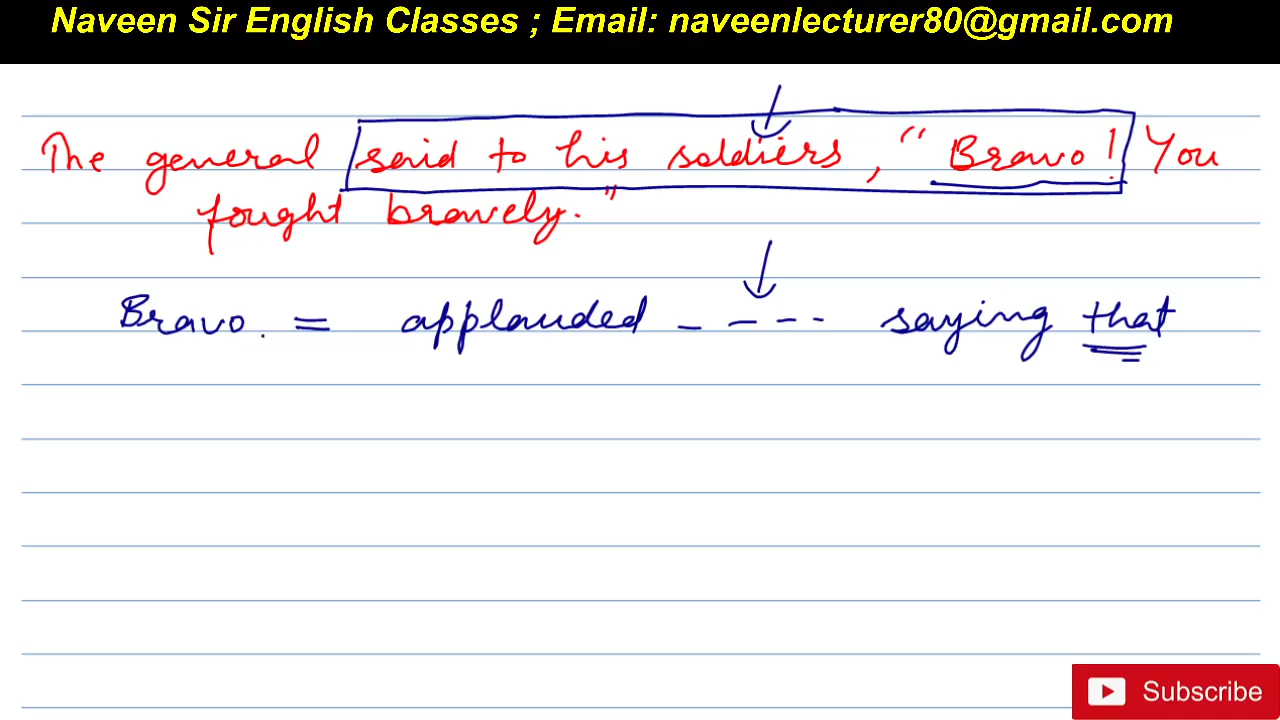 Naveen Sir English Classes ; Email: naveenlecturer80@gmail.com
The general said to his soldiers, "Bravo! You
fought bravely."
Bravo = applauded ---- saying that
Subscribe